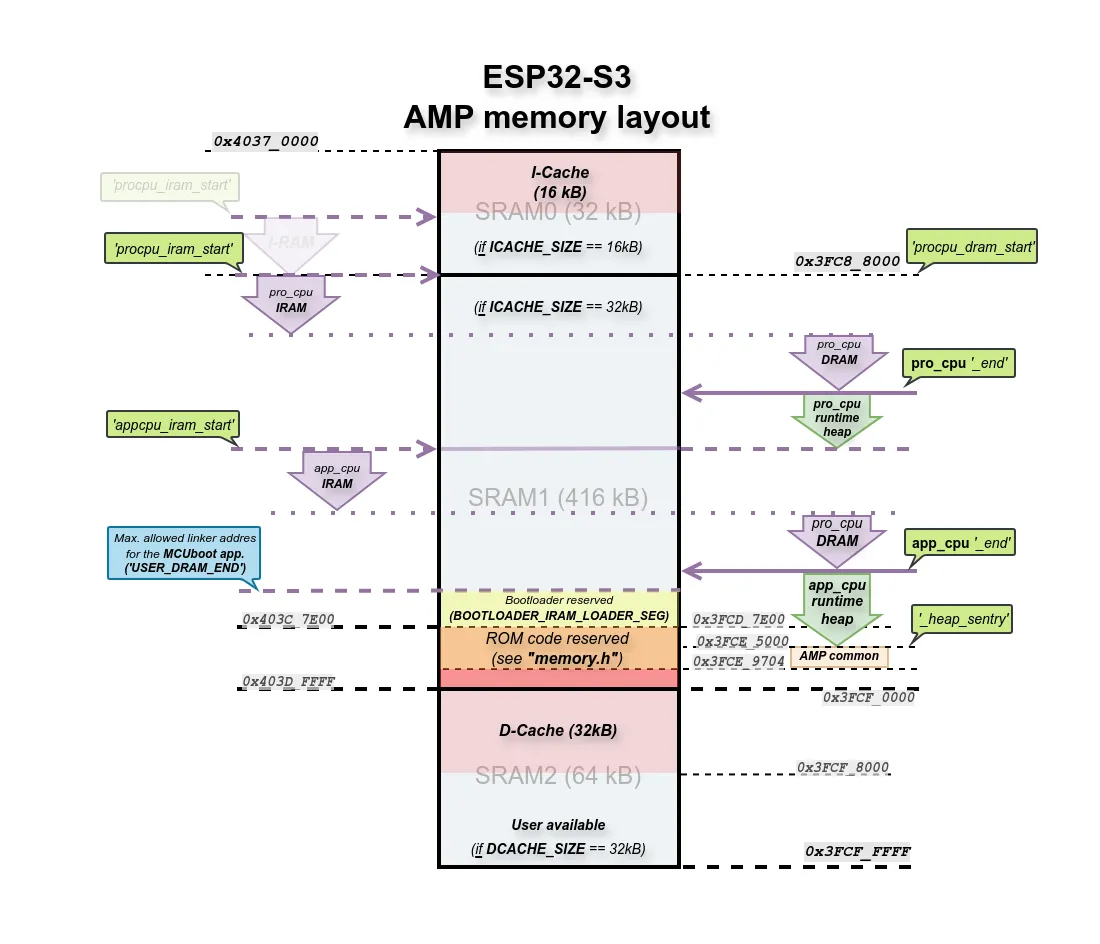 ESP32-S3
AMP memory layout
0x4037_0000
I-Cache
(16 kB)
'procpu_iram_start'
SRAM0 (32 kB)
I-RAM
'procpu_iram_start'
(if ICACHE_SIZE == 16kB)
'procpu_dram_start'
0x3FC8_8000
pro_cpu
IRAM
(if ICACHE_SIZE == 32kB)
pro_cpu
DRAM
pro_cpu '_end'
pro_cpu
runtime
heap
'appcpu_iram_start'
app_cpu
IRAM
SRAM1 (416 kB)
pro_cpu
DRAM
app_cpu '_end'
Max. allowed linker addres
for the MCUboot app.
('USER_DRAM_END')
app_cpu
runtime
heap
Bootloader reserved
(BOOTLOADER_IRAM_LOADER_SEG)
0x403C_7E00
0x3FCD_7E00
'_heap_sentry'
ROM code reserved
(see "memory.h")
0x3FCE_5000
AMP common
0x3FCE_9704
0x403D_FFFF
0x3FCF_0000
D-Cache (32kB)
SRAM2 (64 kB)
0x3FCF_8000
User available
(if DCACHE_SIZE == 32kB)
0x3FCF_FFFF